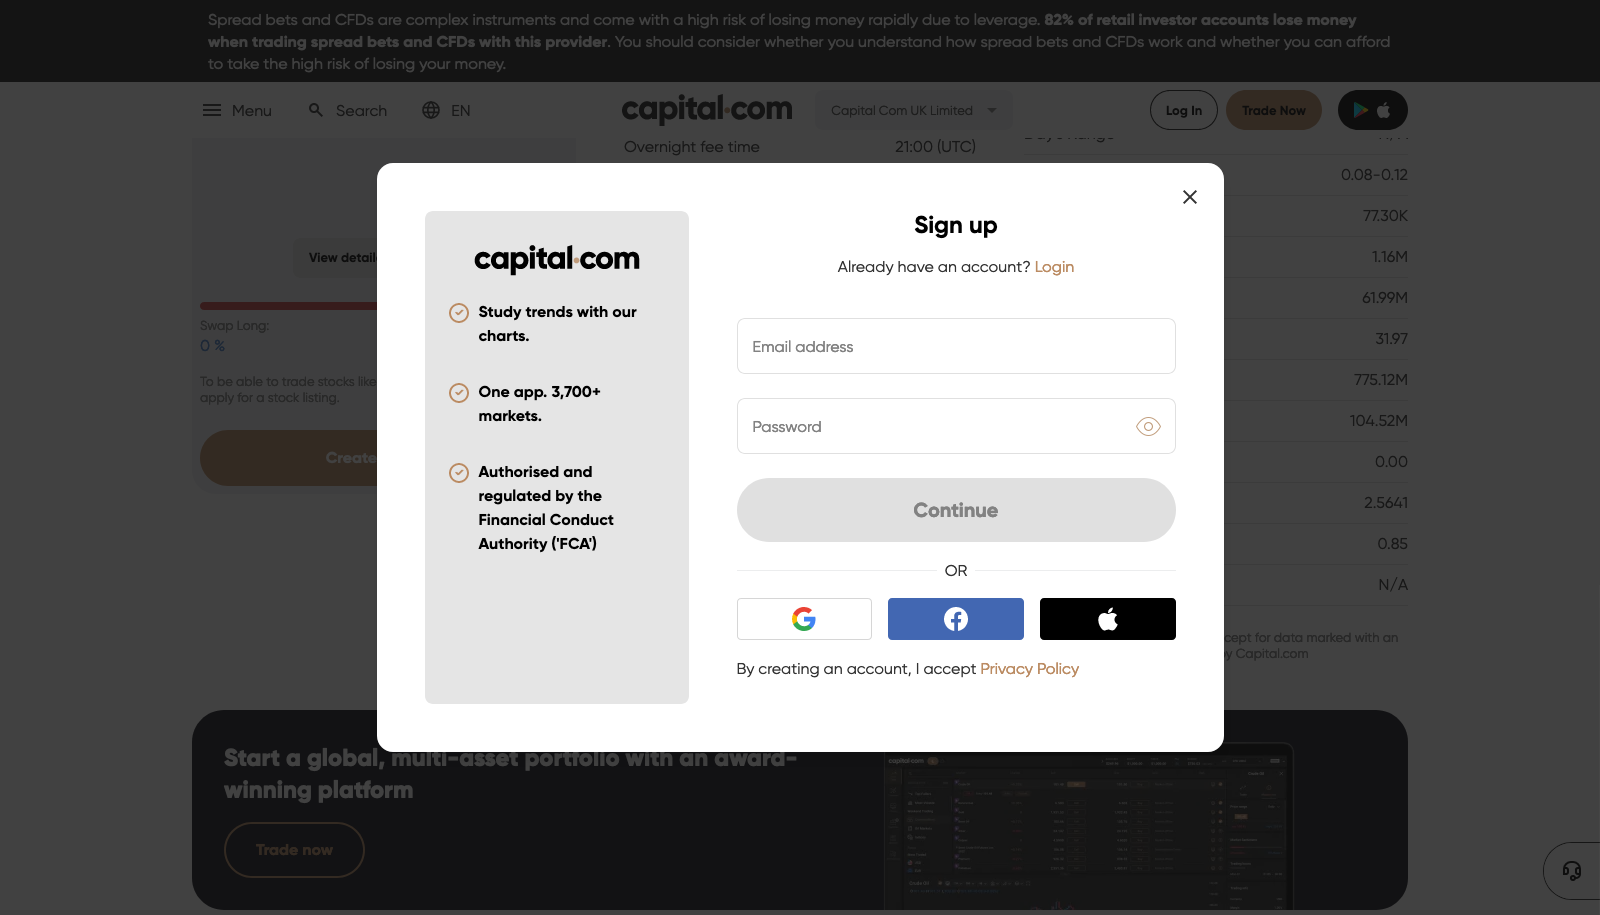 Spread bets and CFDs are complex instruments and come with a high risk of losing money rapidly due to leverage. 82% of retail investor accounts lose money
when trading spread bets and CFDs with this provider. You should consider whether you understand how spread bets and CFDs work and whether you can afford
to take the high risk of losing your money.
Menu
Search
EN
capital.com
Capital Com UK Limited
Log In
Trade Now
Overnight fee time
21:00 (UTC)
0.08-0.12
77.30K
1.16M
61.99M
31.97
775.12M
104.52M
0.00
2.5641
0.85
N/A
View
Swap Long:
0 %
To be able to trade stocks like
apply for a stock listing.
Create
capital.com
Study trends with our
charts.
One app. 3,700+
markets.
Authorised and
regulated by the
Financial Conduct
Authority ('FCA')
Sign up
Already have an account? Login
Email address
Password
Continue
OR
By creating an account, I accept Privacy Policy
for data marked with an
Capital.com
Start a global, multi-asset portfolio with an award-
winning platform
Trade now
capital.com